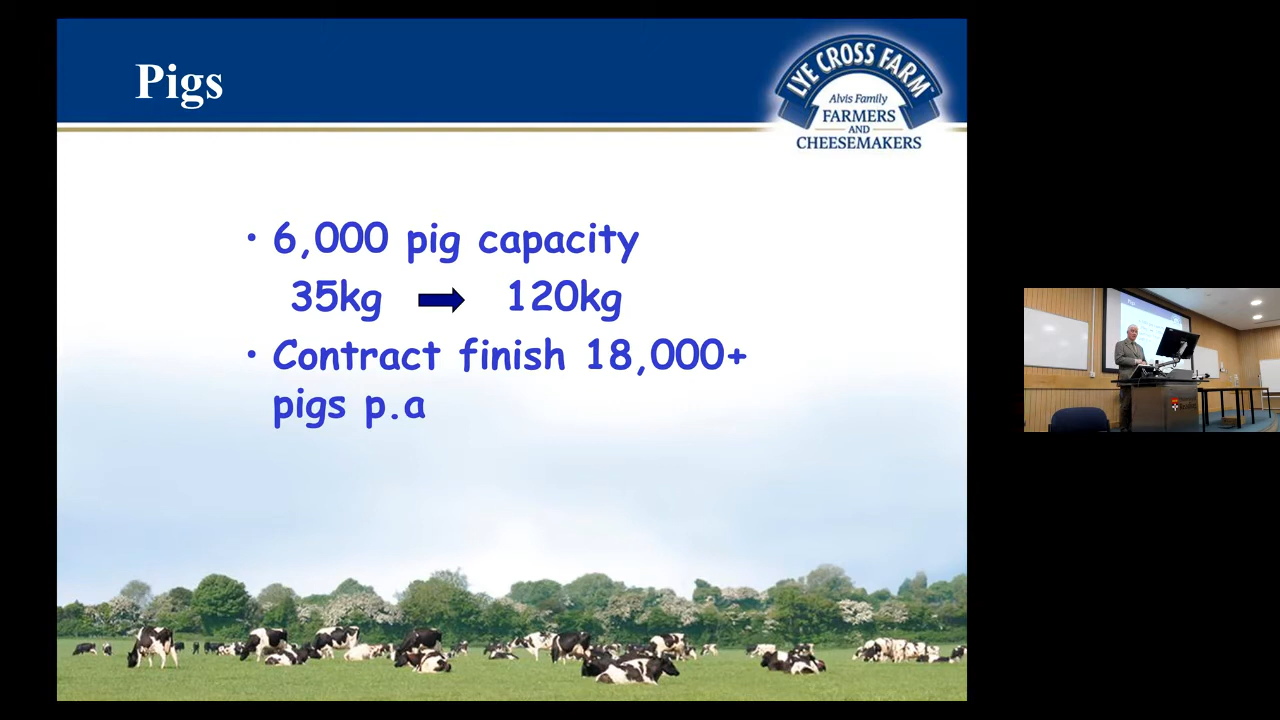 Pigs
LYE CROSS FARM
Alvis Family
FARMERS
AND
CHEESEMAKERS
• 6,000 pig capacity
35kg 120kg
• Contract finish 18,000+
pigs p.a